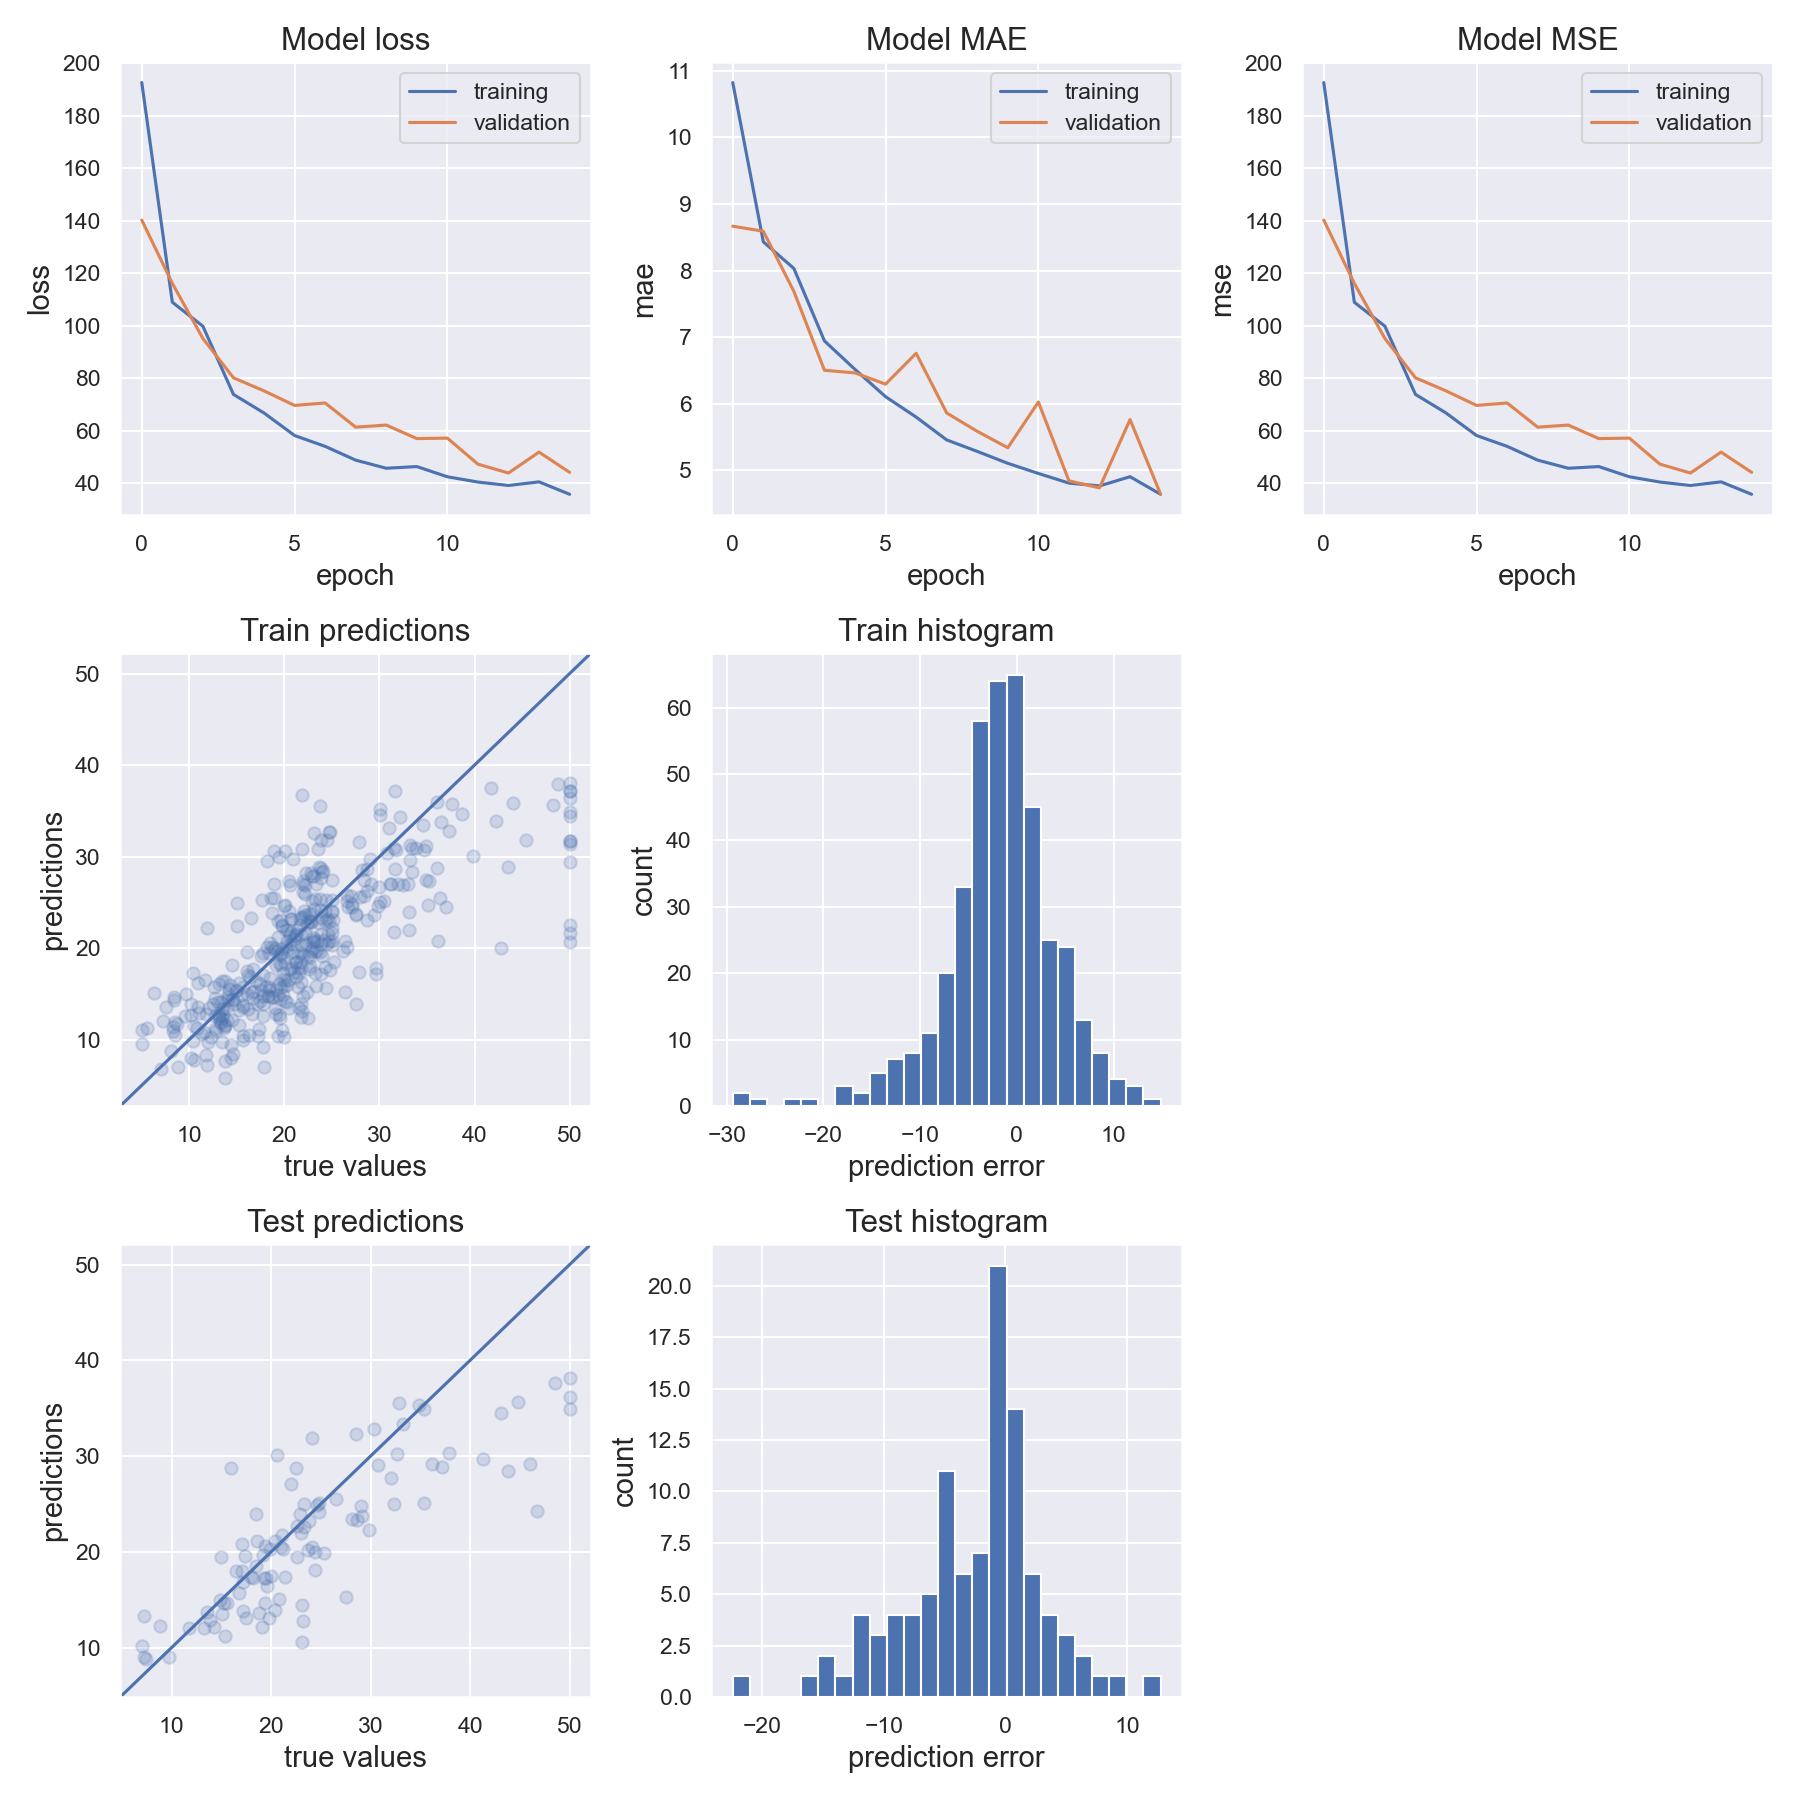 Model loss
200
180
160
140
120
100
80
60
40
loss
training
validation
0 5 10
epoch
Model MAE
11
10
9
8
7
6
5
mae
training
validation
0 5 10
epoch
Model MSE
200
180
160
140
120
100
80
60
40
mse
training
validation
0 5 10
epoch
Train predictions
50
40
30
20
10
predictions
10 20 30 40 50
true values
Train histogram
60
50
40
30
20
10
0
count
−30 −20 −10 0 10
prediction error
Test predictions
50
40
30
20
10
predictions
10 20 30 40 50
true values
Test histogram
20.0
17.5
15.0
12.5
10.0
7.5
5.0
2.5
0.0
count
−20 −10 0 10
prediction error